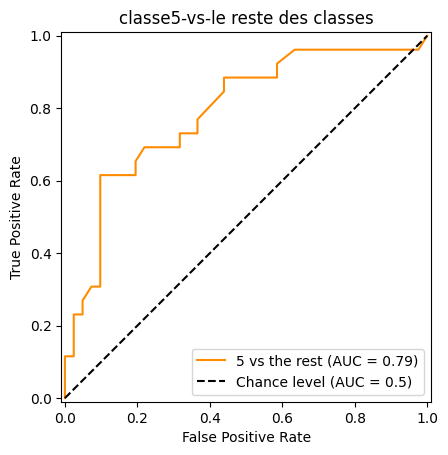 classe5-vs-le reste des classes
1.0
0.8
0.6
0.4
0.2
0.0
True Positive Rate
5 vs the rest (AUC = 0.79)
Chance level (AUC = 0.5)
0.0 0.2 0.4 0.6 0.8 1.0
False Positive Rate